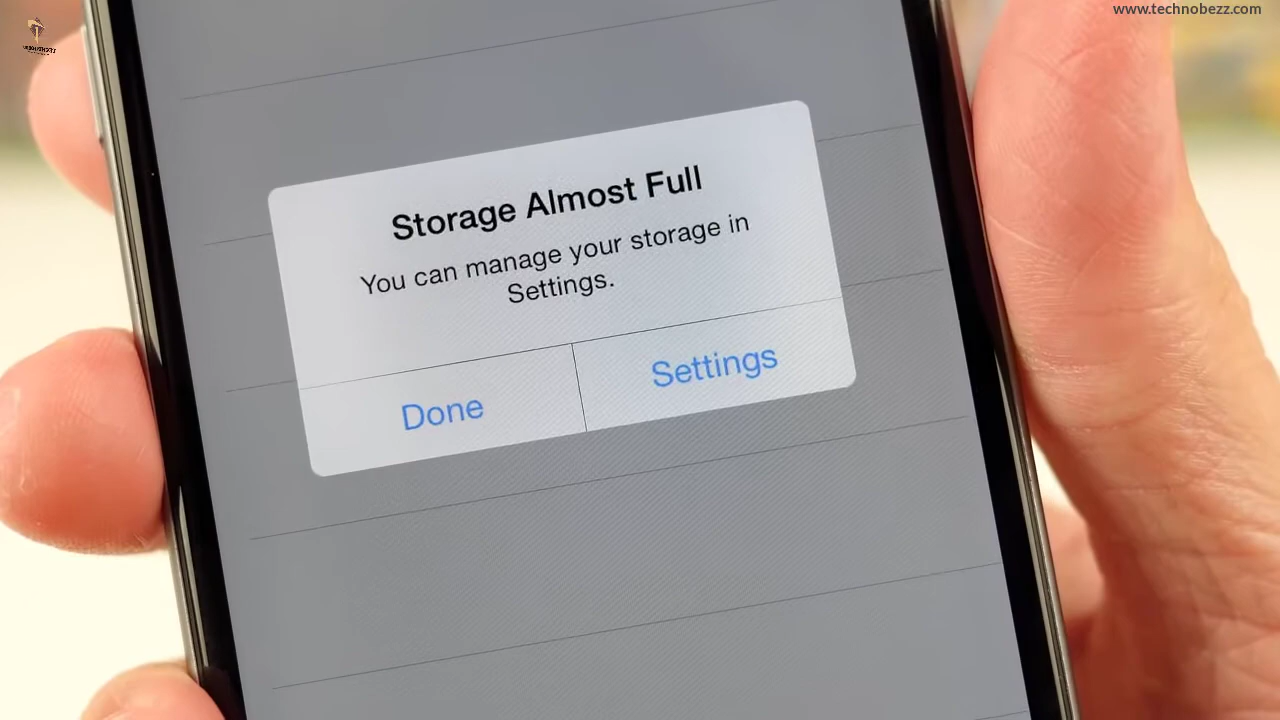 www.technobezz.com
Storage Almost Full
You can manage your storage in
Settings.
Done
Settings